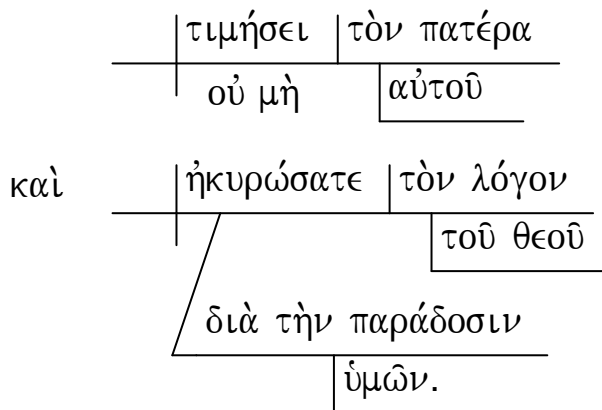 τιμήσει τὸν πατέρα
οὐ μὴ αὐτοῦ
καὶ ἠκυρώσατε τὸν λόγον
τοῦ θεοῦ
διὰ τὴν παράδοσιν
ὑμῶν.